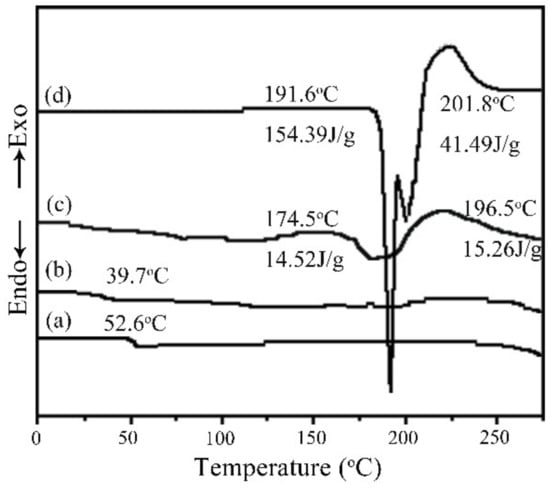 (d)
191.6°C
154.39J/g
201.8°C
41.49J/g
(c)
174.5°C
14.52J/g
196.5°C
15.26J/g
(b)
39.7°C
(a)
52.6°C
Endo← →Exo
0 50 100 150 200 250
Temperature (°C)